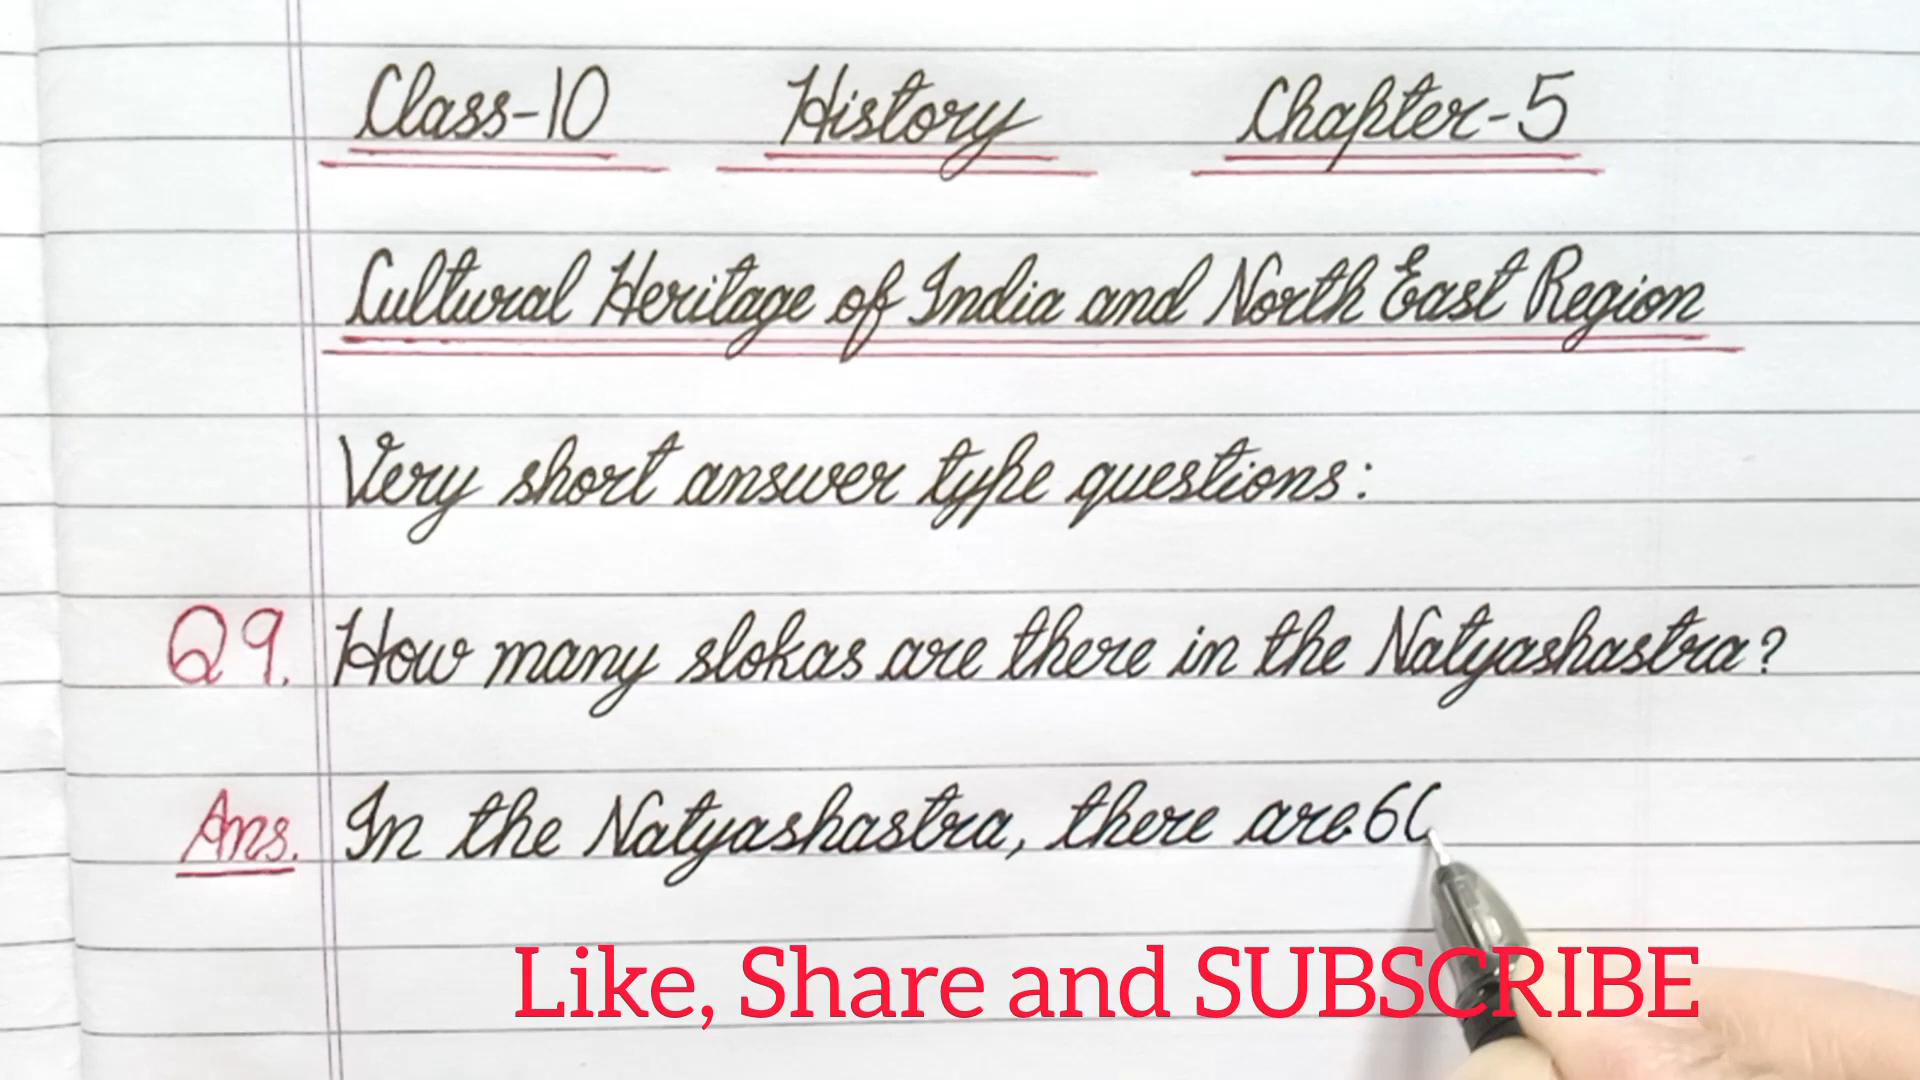 Class-10 History Chapter-5
Cultural Heritage of India and North East Region
Very short answer type questions:
Q9. How many slokas are there in the Natyashastra?
Ans. In the Natyashastra, there are 6
Like, Share and SUBSCRIBE